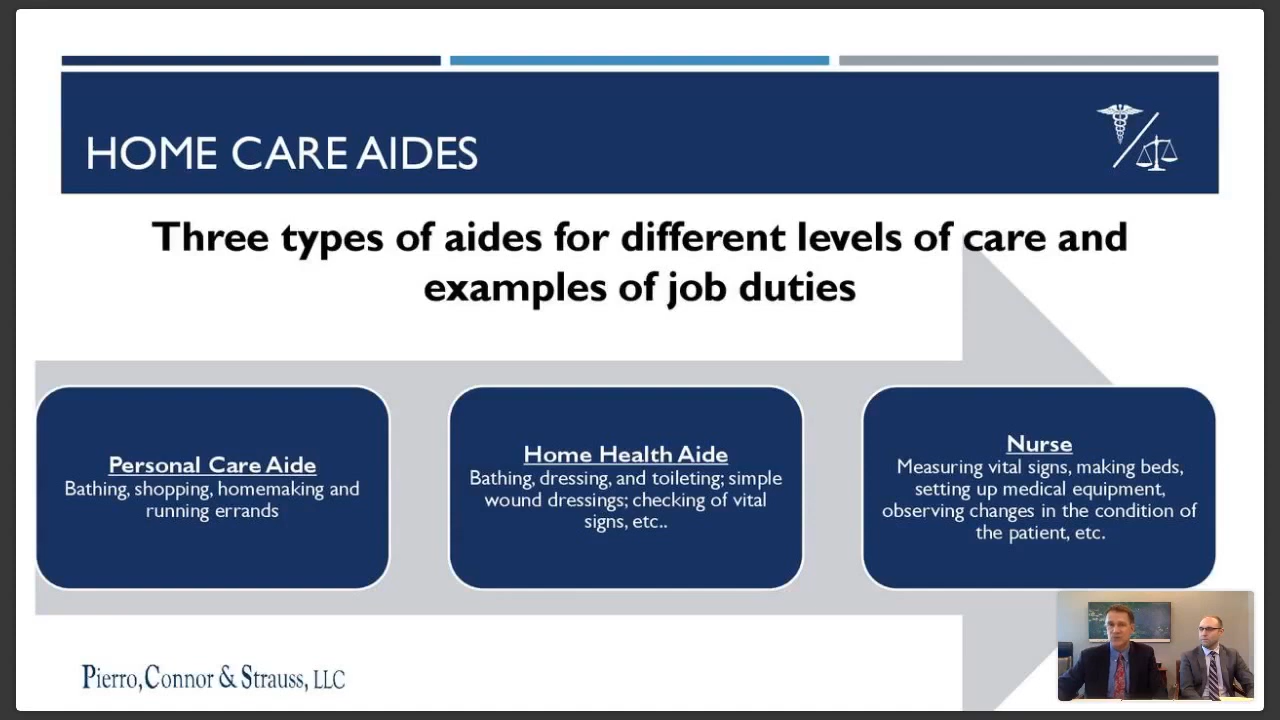 HOME CARE AIDES
Three types of aides for different levels of care and
examples of job duties
Personal Care Aide
Bathing, shopping, homemaking and
running errands
Home Health Aide
Bathing, dressing, and toileting; simple
wound dressings; checking of vital
signs, etc..
Nurse
Measuring vital signs, making beds,
setting up medical equipment,
observing changes in the condition of
the patient, etc.
Pierro, Connor & Strauss, LLC